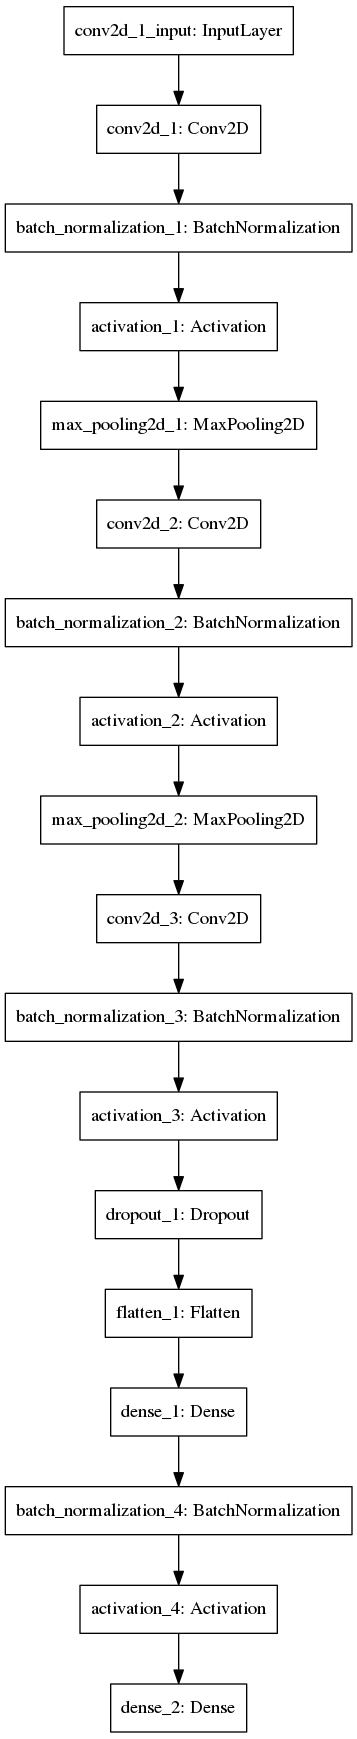 conv2d_1_input: InputLayer
conv2d_1: Conv2D
batch_normalization_1: BatchNormalization
activation_1: Activation
max_pooling2d_1: MaxPooling2D
conv2d_2: Conv2D
batch_normalization_2: BatchNormalization
activation_2: Activation
max_pooling2d_2: MaxPooling2D
conv2d_3: Conv2D
batch_normalization_3: BatchNormalization
activation_3: Activation
dropout_1: Dropout
flatten_1: Flatten
dense_1: Dense
batch_normalization_4: BatchNormalization
activation_4: Activation
dense_2: Dense